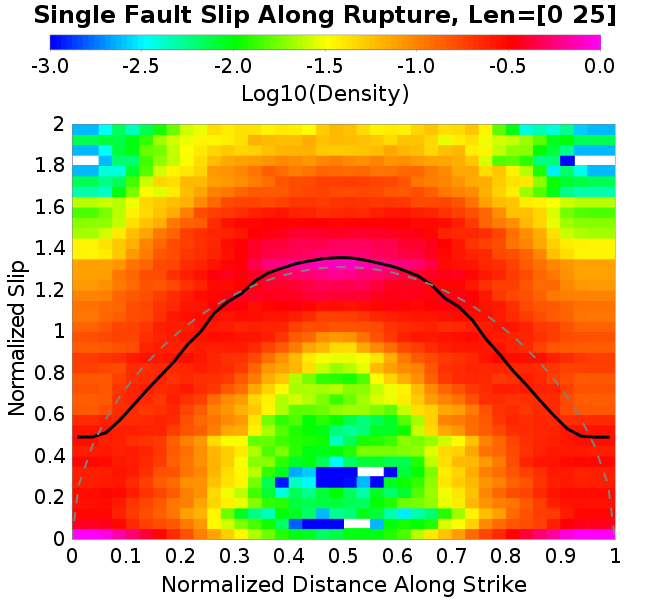 Single Fault Slip Along Rupture, Len=[0 25]
-3.0 -2.5 -2.0 -1.5 -1.0 -0.5 0.0
Log10(Density)
2
1.8
1.6
1.4
1.2
1
0.8
0.6
0.4
0.2
0
Normalized Slip
0 0.1 0.2 0.3 0.4 0.5 0.6 0.7 0.8 0.9 1
Normalized Distance Along Strike